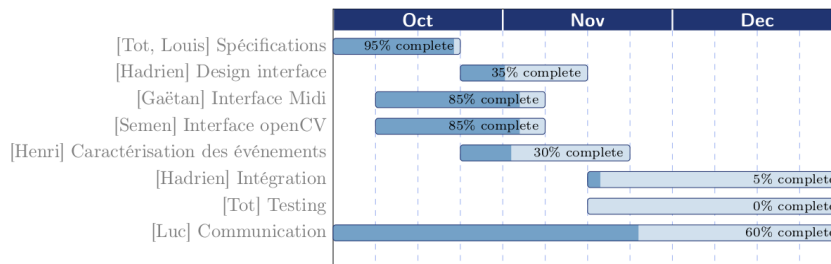 Oct Nov Dec
[Tot, Louis] Spécifications 95% complete
[Hadrien] Design interface 35% complete
[Gaëtan] Interface Midi 85% complete
[Semen] Interface openCV 85% complete
[Henri] Caractérisation des événements 30% complete
[Hadrien] Intégration 5% complete
[Tot] Testing 0% complete
[Luc] Communication 60% complete